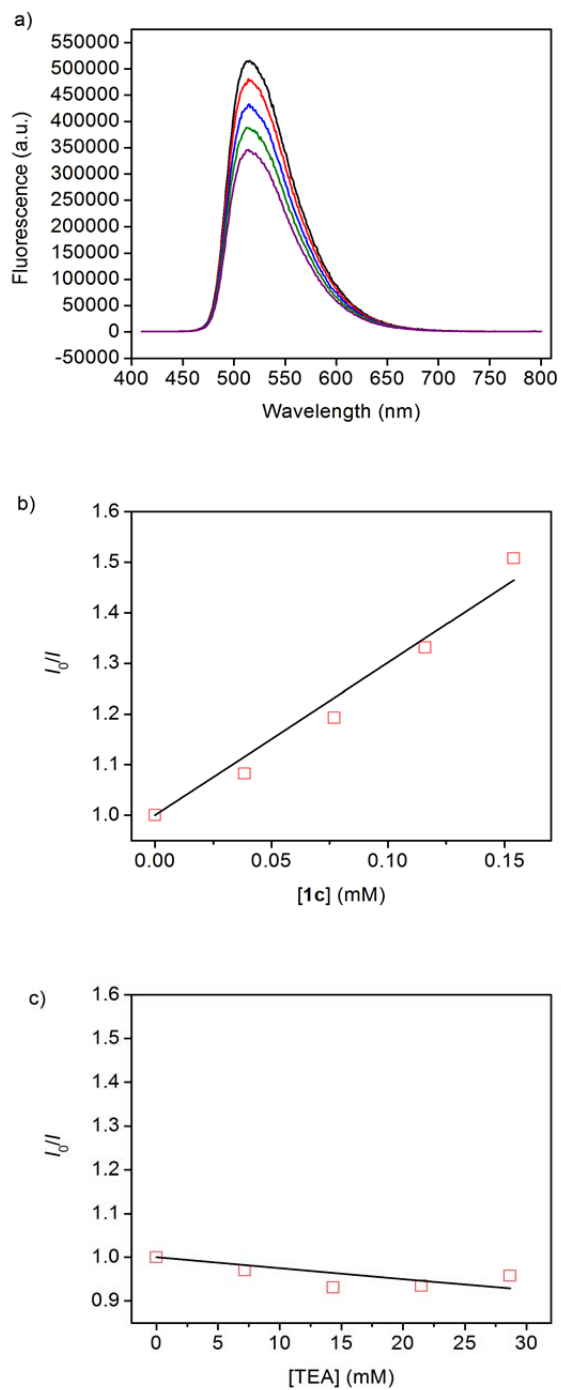 a)
550000
500000
450000
400000
350000
300000
250000
200000
150000
100000
50000
0
-50000
Fluorescence (a.u.)
400 450 500 550 600 650 700 750 800
Wavelength (nm)
b)
1.6
1.5
1.4
1.3
1.2
1.1
1.0
I₀/I
0.00 0.05 0.10 0.15
[1c] (mM)
c)
1.6
1.5
1.4
1.3
1.2
1.1
1.0
0.9
I₀/I
0 5 10 15 20 25 30
[TEA] (mM)